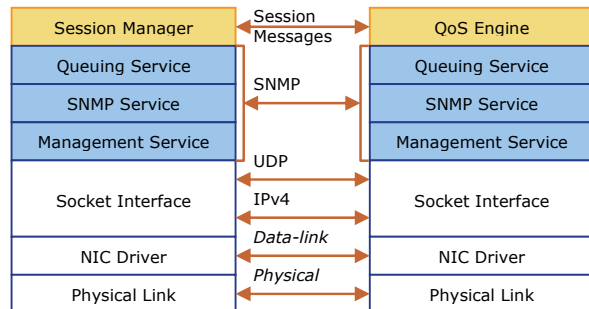 Session Manager
Session
Messages
QoS Engine
Queuing Service
SNMP
Queuing Service
SNMP Service
SNMP Service
Management Service
Management Service
UDP
Socket Interface
IPv4
Socket Interface
Data-link
NIC Driver
NIC Driver
Physical
Physical Link
Physical Link